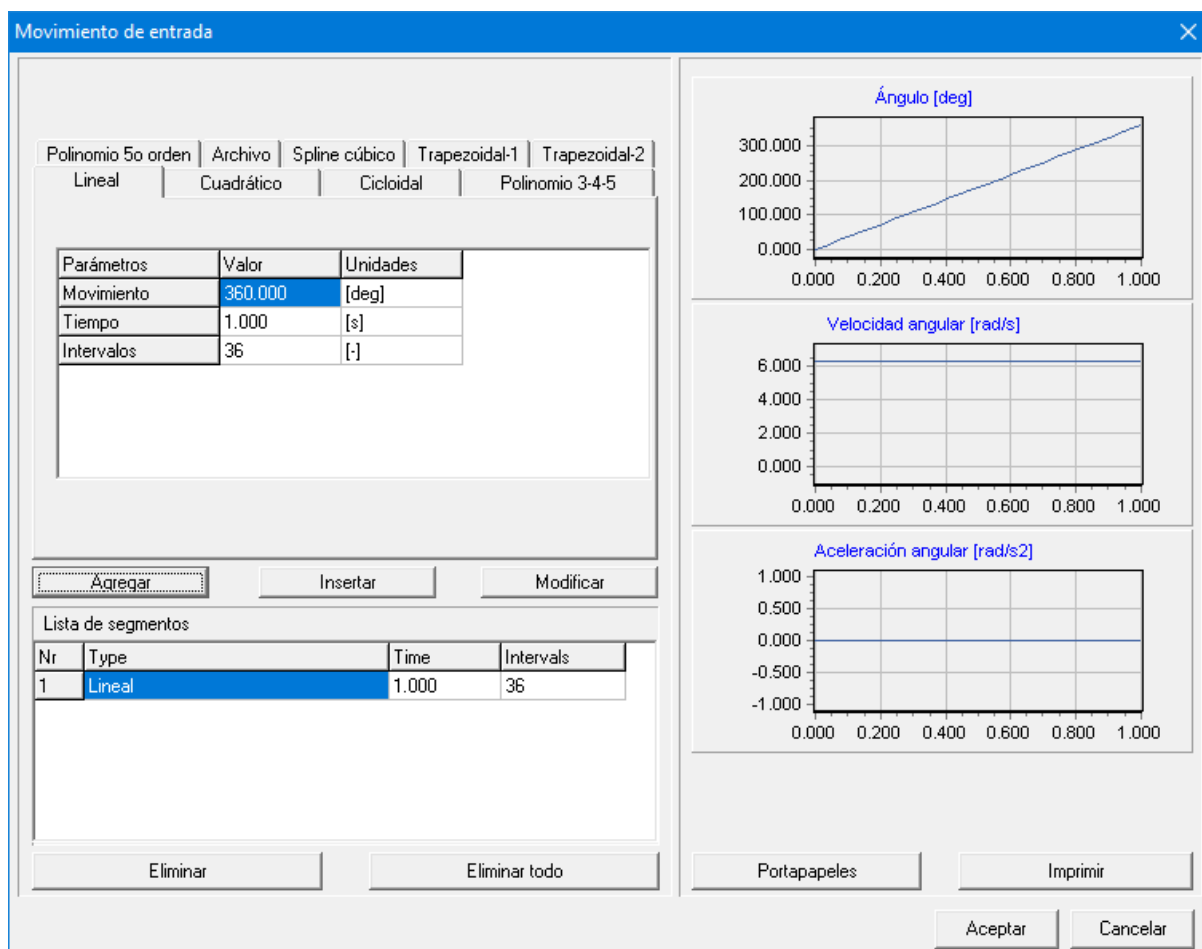 Movimiento de entrada
Polinomio 5o orden Archivo Spline cúbico Trapezoidal-1 Trapezoidal-2
Lineal Cuadrático Cicloidal Polinomio 3-4-5
Parámetros Valor Unidades
Movimiento 360.000 [deg]
Tiempo 1.000 [s]
Intervalos 36 [-]
Agregar Insertar Modificar
Lista de segmentos
Nr Type Time Intervals
1 Lineal 1.000 36
Eliminar Eliminar todo
Ángulo [deg]
300.000
200.000
100.000
0.000
0.000 0.200 0.400 0.600 0.800 1.000
Velocidad angular [rad/s]
6.000
4.000
2.000
0.000
0.000 0.200 0.400 0.600 0.800 1.000
Aceleración angular [rad/s2]
1.000
0.500
0.000
-0.500
-1.000
0.000 0.200 0.400 0.600 0.800 1.000
Portapapeles Imprimir
Aceptar Cancelar